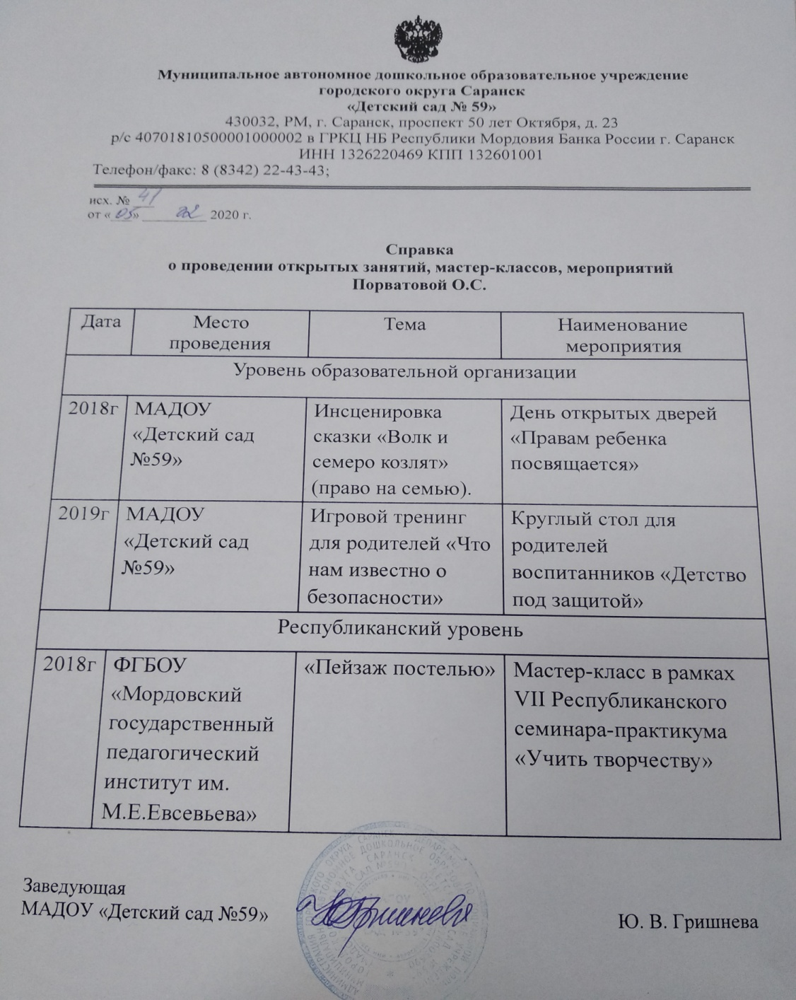 Муниципальное автономное дошкольное образовательное учреждение
городского округа Саранск
«Детский сад № 59»
430032, РМ, г. Саранск, проспект 50 лет Октября, д. 23
р/с 40701810500001000002 в ГРКЦ НБ Республики Мордовия Банка России г. Саранск
ИНН 1326220469 КПП 132601001
Телефон/факс: 8 (8342) 22-43-43;
исх. № 41
от «05» 02 2020 г.
Справка
о проведении открытых занятий, мастер-классов, мероприятий
Порватовой О.С.
Дата
Место
проведения
Тема
Наименование
мероприятия
Уровень образовательной организации
2018г
МАДОУ
«Детский сад
№59»
Инсценировка
сказки «Волк и
семеро козлят»
(право на семью).
День открытых дверей
«Правам ребенка
посвящается»
2019г
МАДОУ
«Детский сад
№59»
Игровой тренинг
для родителей «Что
нам известно о
безопасности»
Круглый стол для
родителей
воспитанников «Детство
под защитой»
Республиканский уровень
2018г
ФГБОУ
«Мордовский
государственный
педагогический
институт им.
М.Е.Евсевьева»
«Пейзаж постелью»
Мастер-класс в рамках
VII Республиканского
семинара-практикума
«Учить творчеству»
Заведующая
МАДОУ «Детский сад №59»
Ю. В. Гришнева